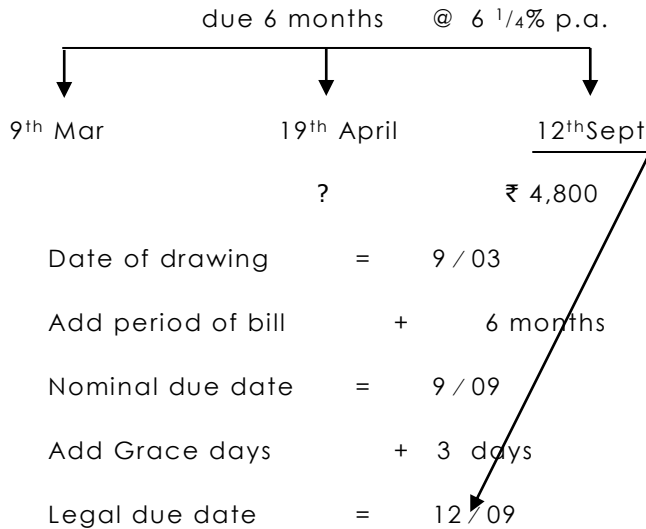 due 6 months @ 6 1/4% p.a.
9th Mar 19th April 12thSept
? ₹ 4,800
Date of drawing = 9/03
Add period of bill + 6 months
Nominal due date = 9/09
Add Grace days + 3 days
Legal due date = 12/09